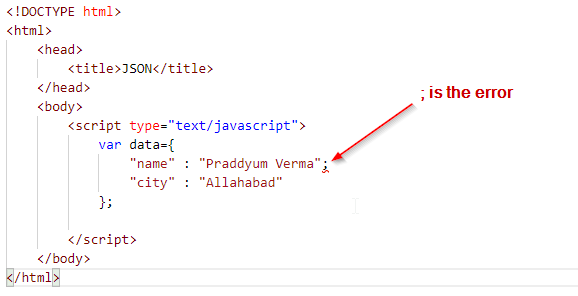 <!DOCTYPE html>
<html>
<head>
<title>JSON</title>
</head>
<body>
; is the error
<script type="text/javascript">
var data={
"name" : "Praddyum Verma";
"city" : "Allahabad"
};
</script>
</body>
</html>